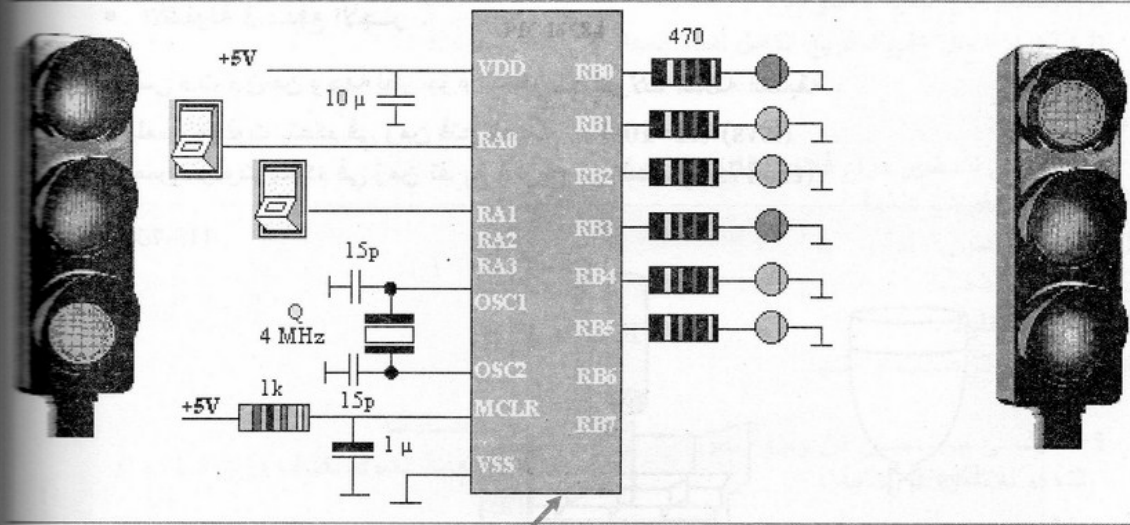 +5V
10 µ
VDD
RA0
RA1
RA2
RA3
OSC1
OSC2
MCLR
VSS
15p
Q
4 MHz
15p
+5V
1k
1 µ
470
RB0
RB1
RB2
RB3
RB4
RB5
RB6
RB7